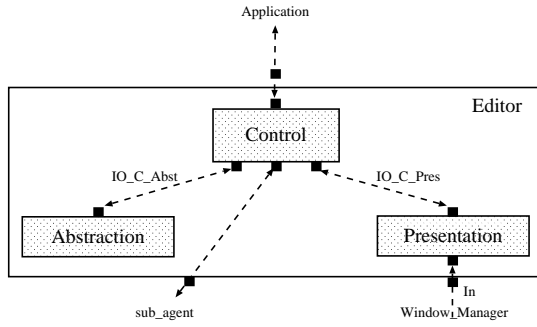 Application
Editor
Control
IO_C_Abst
IO_C_Pres
Abstraction
Presentation
In
sub_agent
Window_Manager